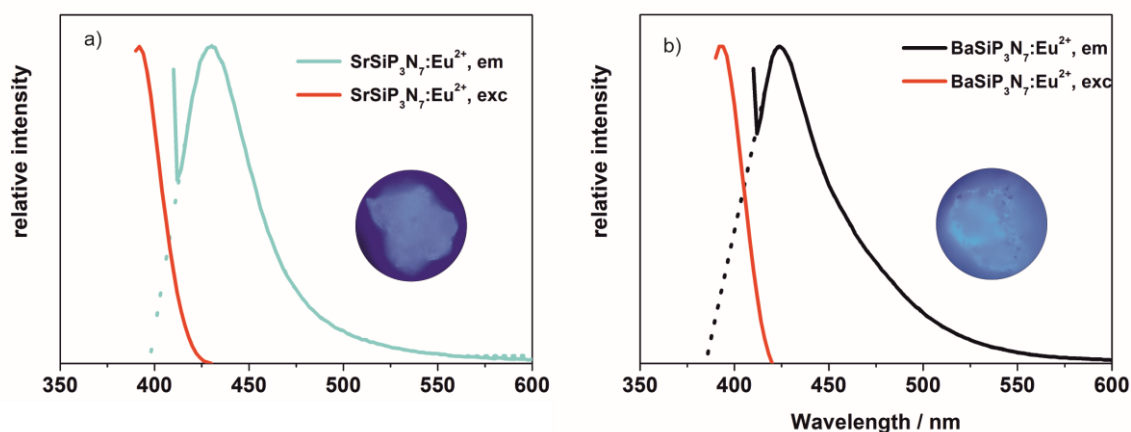 a)
SrSiP₃N₇:Eu²⁺, em
SrSiP₃N₇:Eu²⁺, exc
relative intensity
350 400 450 500 550 600
b)
BaSiP₃N₇:Eu²⁺, em
BaSiP₃N₇:Eu²⁺, exc
relative intensity
350 400 450 500 550 600
Wavelength / nm